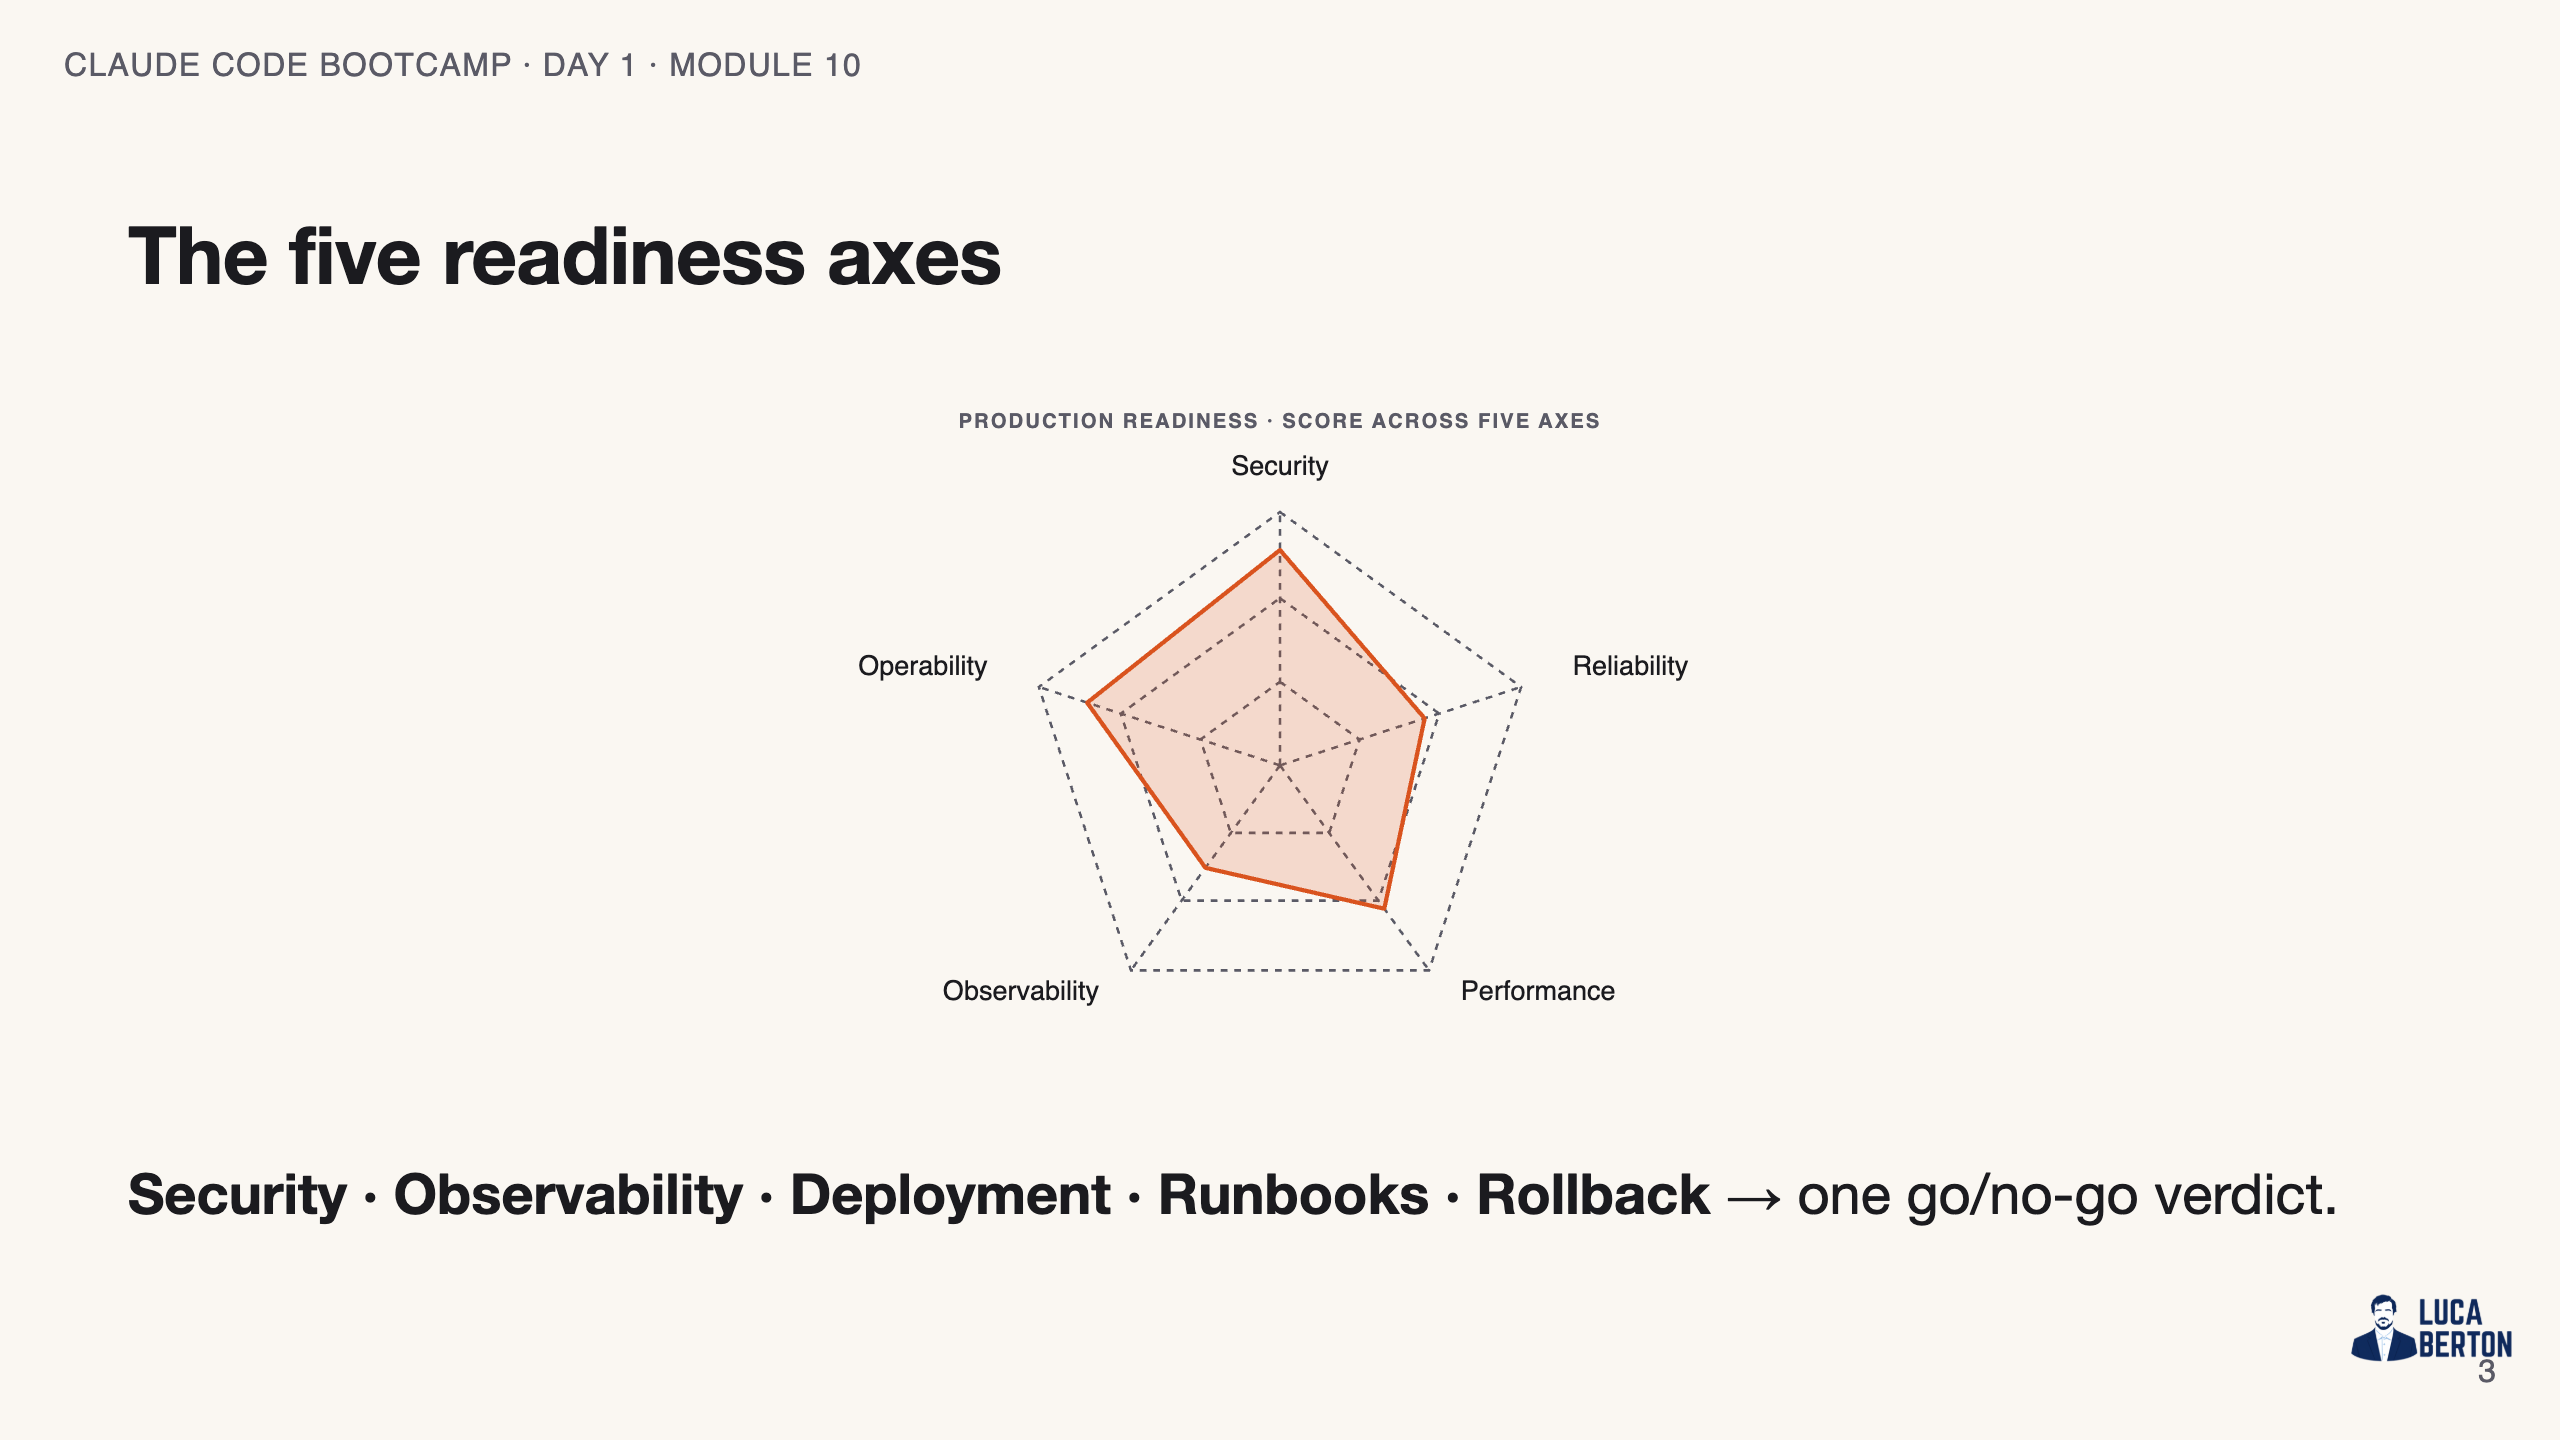 CLAUDE CODE BOOTCAMP · DAY 1 · MODULE 10
The five readiness axes
PRODUCTION READINESS · SCORE ACROSS FIVE AXES
Security
Operability
Reliability
Observability
Performance
Security · Observability · Deployment · Runbooks · Rollback → one go/no-go verdict.
LUCA
BERTON
3